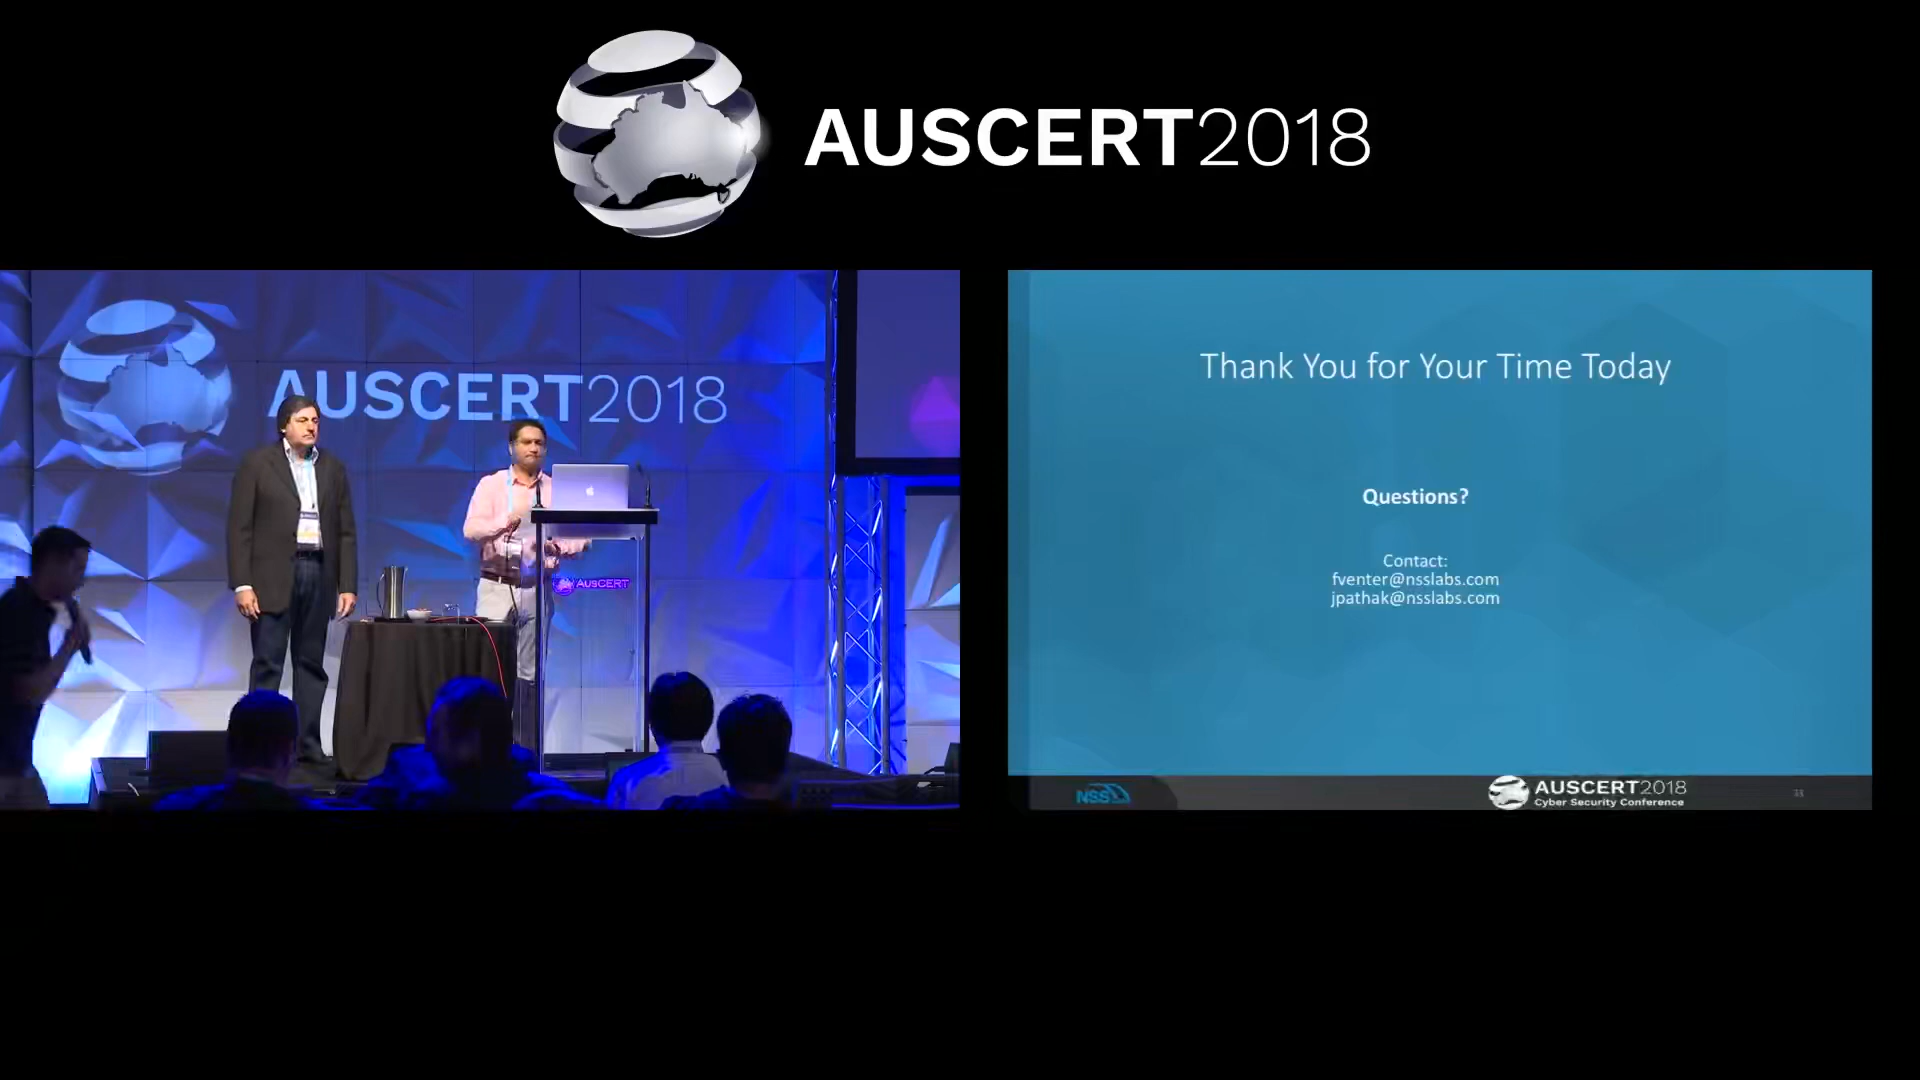 AUSCERT2018
AUSCERT2018
AUSCERT
Thank You for Your Time Today
Questions?
Contact:
fventer@nsslabs.com
jpathak@nsslabs.com
NSS
AUSCERT2018
Cyber Security Conference